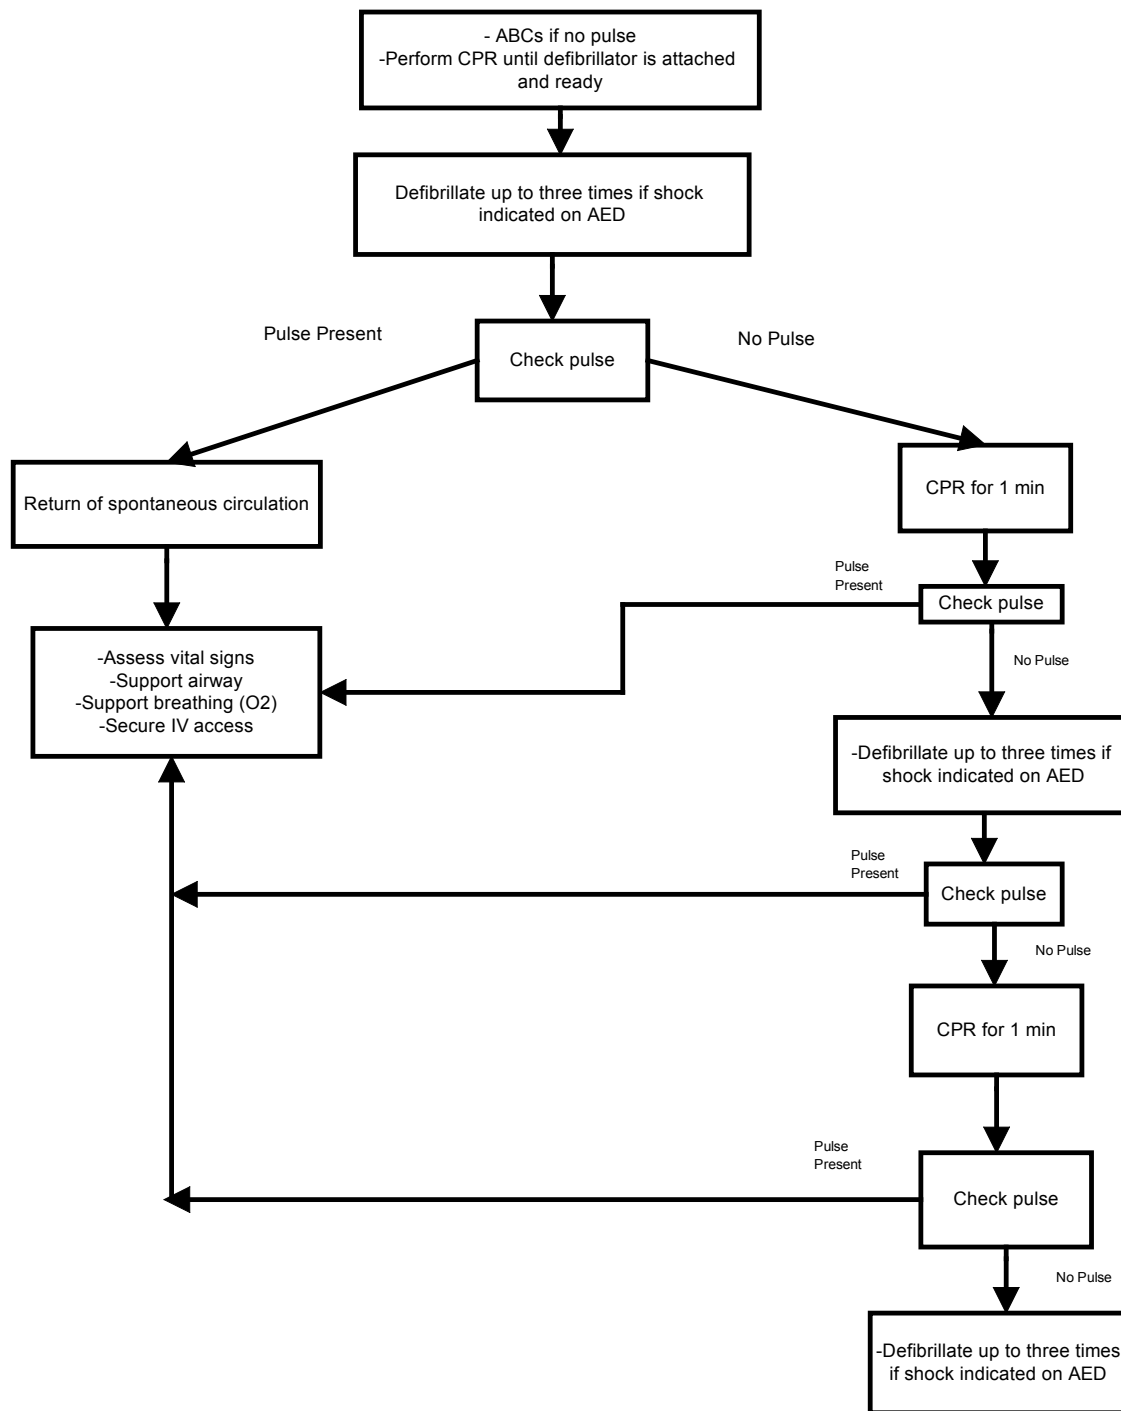 - ABCs if no pulse
-Perform CPR until defibrillator is attached
and ready
Defibrillate up to three times if shock
indicated on AED
Pulse Present
No Pulse
Check pulse
Return of spontaneous circulation
CPR for 1 min
Pulse
Present
Check pulse
No Pulse
-Assess vital signs
-Support airway
-Support breathing (O2)
-Secure IV access
-Defibrillate up to three times if
shock indicated on AED
Pulse
Present
Check pulse
No Pulse
CPR for 1 min
Pulse
Present
Check pulse
No Pulse
-Defibrillate up to three times
if shock indicated on AED